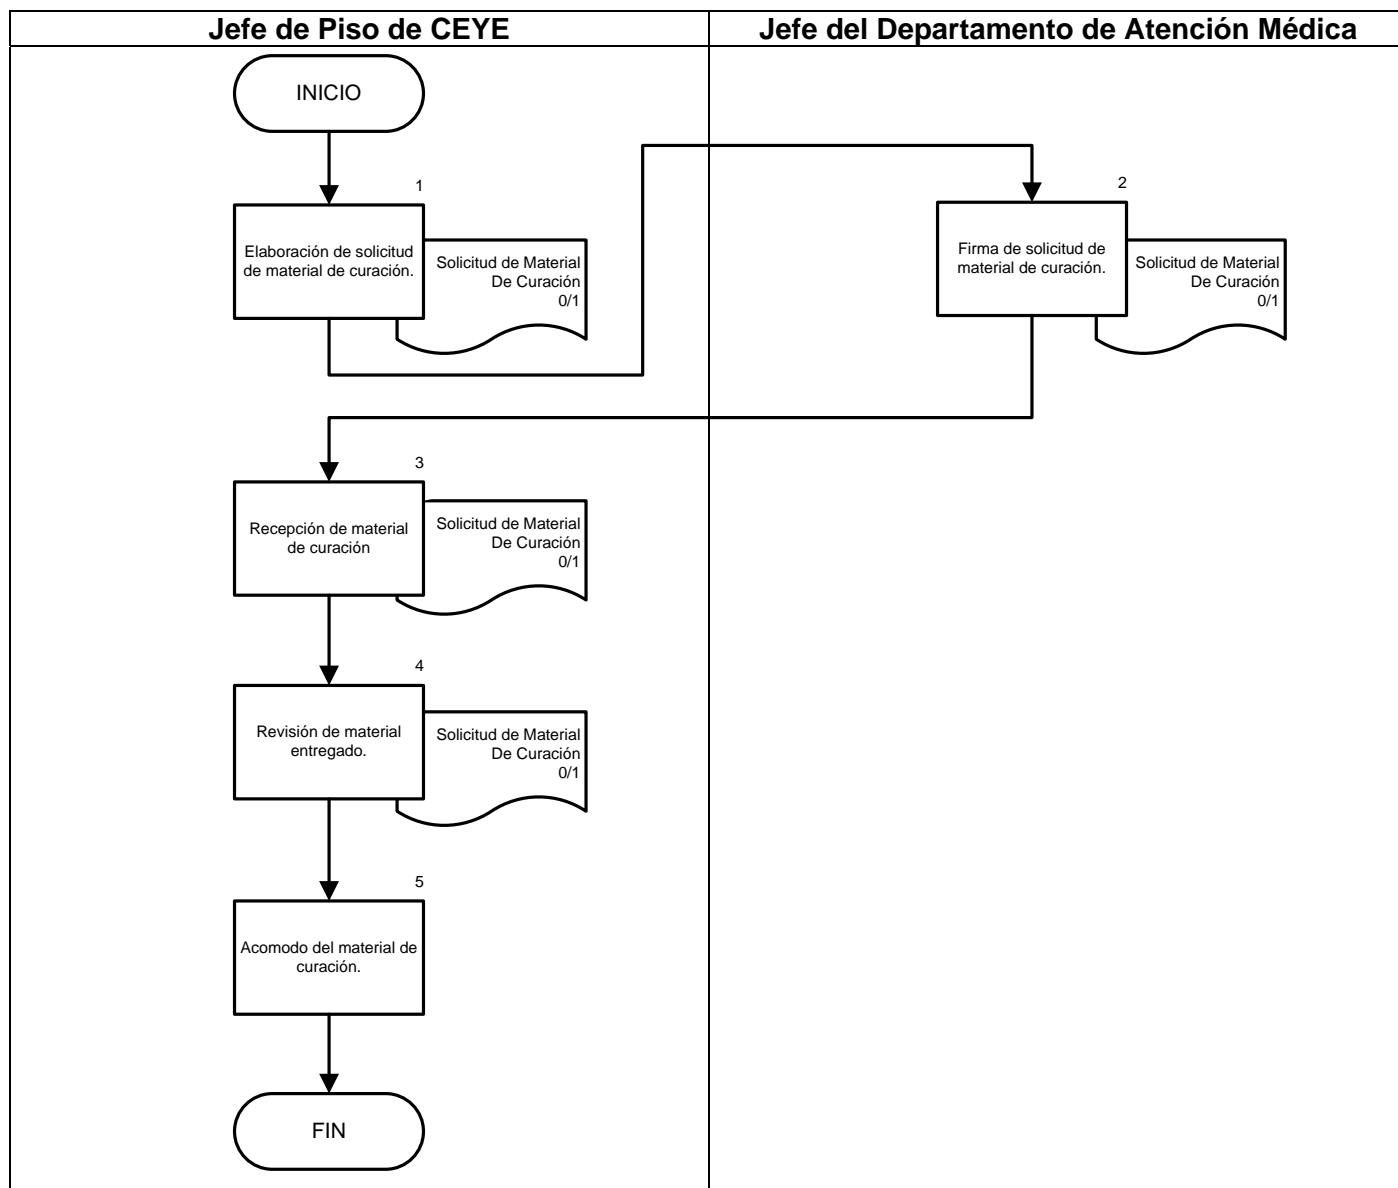 Jefe de Piso de CEYE
Jefe del Departamento de Atención Médica
INICIO
1
Elaboración de solicitud
de material de curación.
Solicitud de Material
De Curación
0/1
2
Firma de solicitud de
material de curación.
Solicitud de Material
De Curación
0/1
3
Recepción de material
de curación
Solicitud de Material
De Curación
0/1
4
Revisión de material
entregado.
Solicitud de Material
De Curación
0/1
5
Acomodo del material de
curación.
FIN